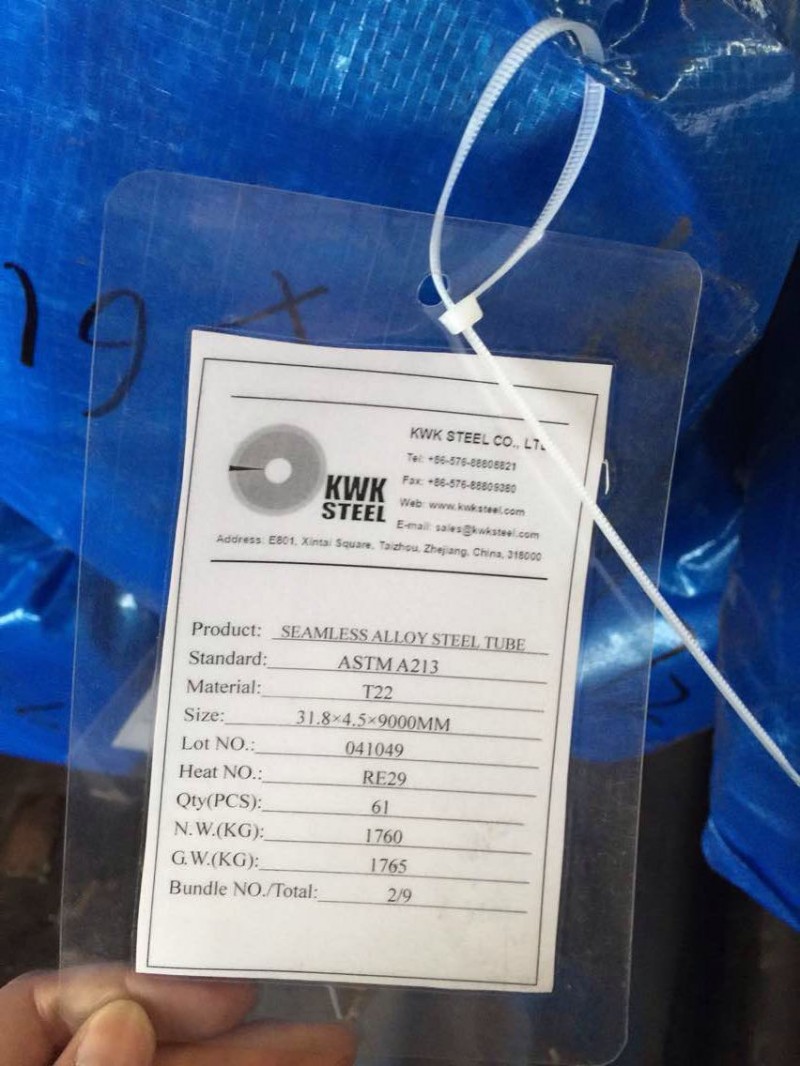 19
KWK STEEL CO., LTD
Tel: +86-576-88808821
Fax: +86-576-88809380
Web: www.kwksteel.com
E-mail: sales@kwksteel.com
KWK
STEEL
Address: E801, Xintai Square, Taizhou, Zhejiang, China, 318000
Product: SEAMLESS ALLOY STEEL TUBE
Standard: ASTM A213
Material: T22
Size: 31.8×4.5×9000MM
Lot NO.: 041049
Heat NO.: RE29
Qty(PCS): 61
N.W.(KG): 1760
G.W.(KG): 1765
Bundle NO./Total: 2/9